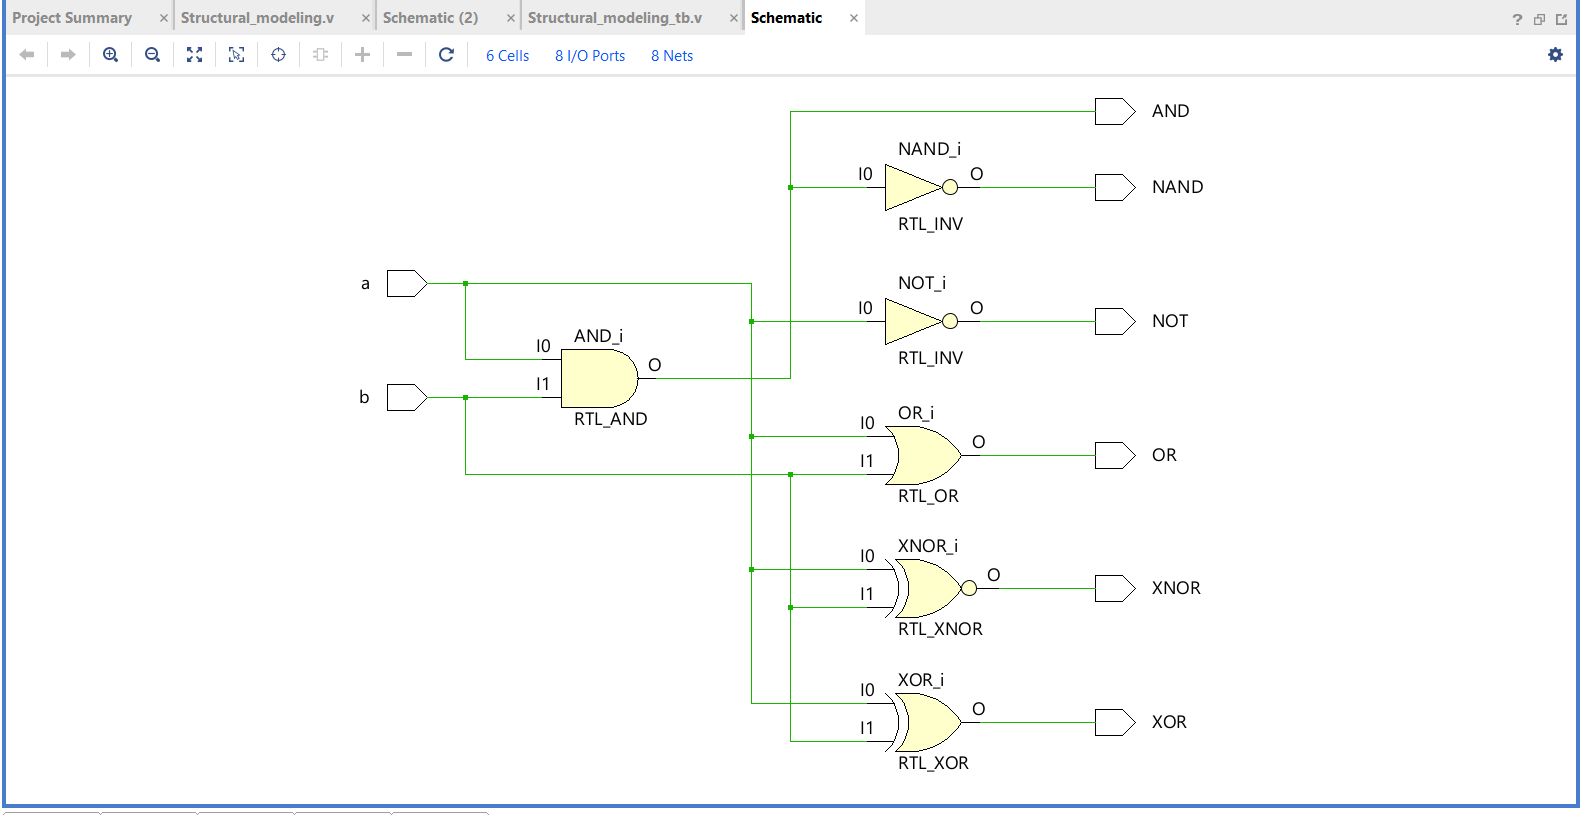 Project Summary × Structural_modeling.v × Schematic (2) × Structural_modeling_tb.v × Schematic × ?
6 Cells 8 I/O Ports 8 Nets
AND
NAND_i
I0 O
NAND
RTL_INV
a
NOT_i
I0 O
NOT
RTL_INV
AND_i
I0
O
I1
b
RTL_AND
OR_i
I0
O
OR
I1
RTL_OR
XNOR_i
I0
O
XNOR
I1
RTL_XNOR
XOR_i
I0
O
XOR
I1
RTL_XOR